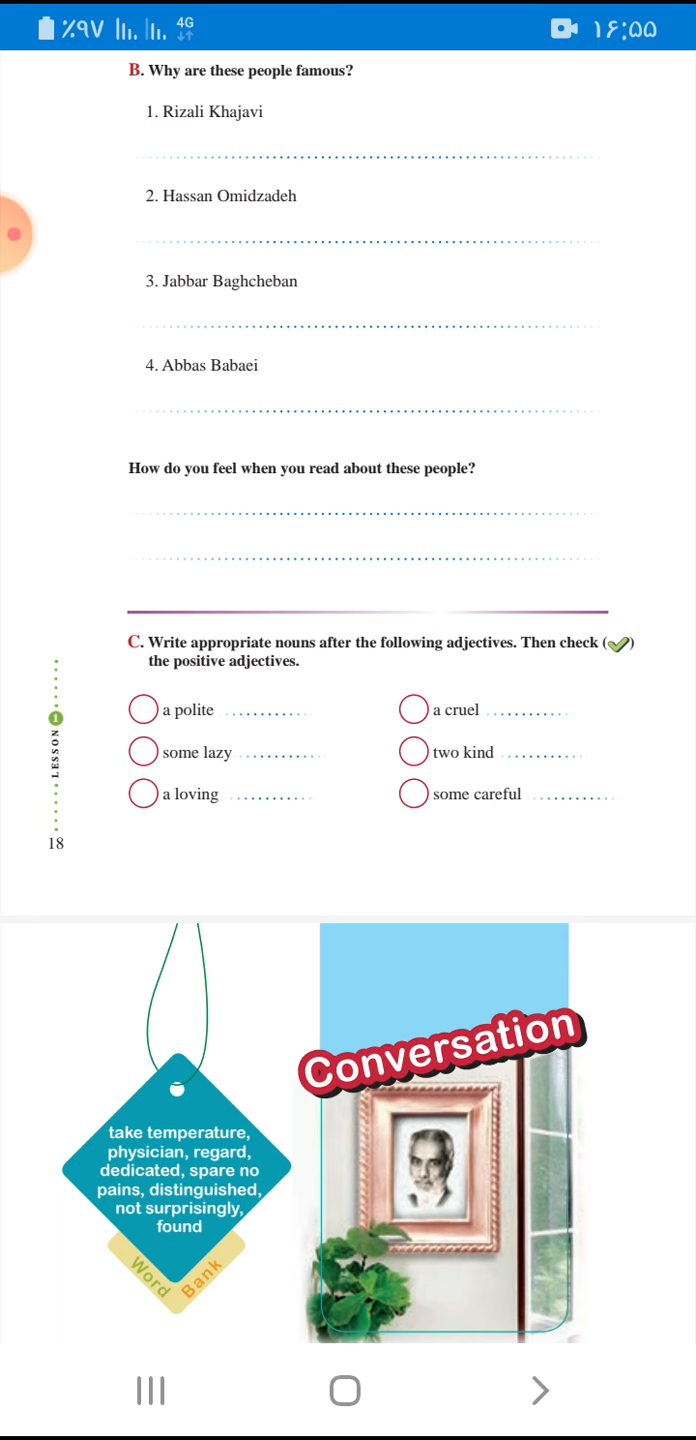 ٪۹۷ 4G ۱۶:۵۵
B. Why are these people famous?
1. Rizali Khajavi
2. Hassan Omidzadeh
3. Jabbar Baghcheban
4. Abbas Babaei
How do you feel when you read about these people?
C. Write appropriate nouns after the following adjectives. Then check ( )
the positive adjectives.
a polite a cruel
some lazy two kind
a loving some careful
LESSON 1
18
Conversation
take temperature,
physician, regard,
dedicated, spare no
pains, distinguished,
not surprisingly,
found
Word Bank